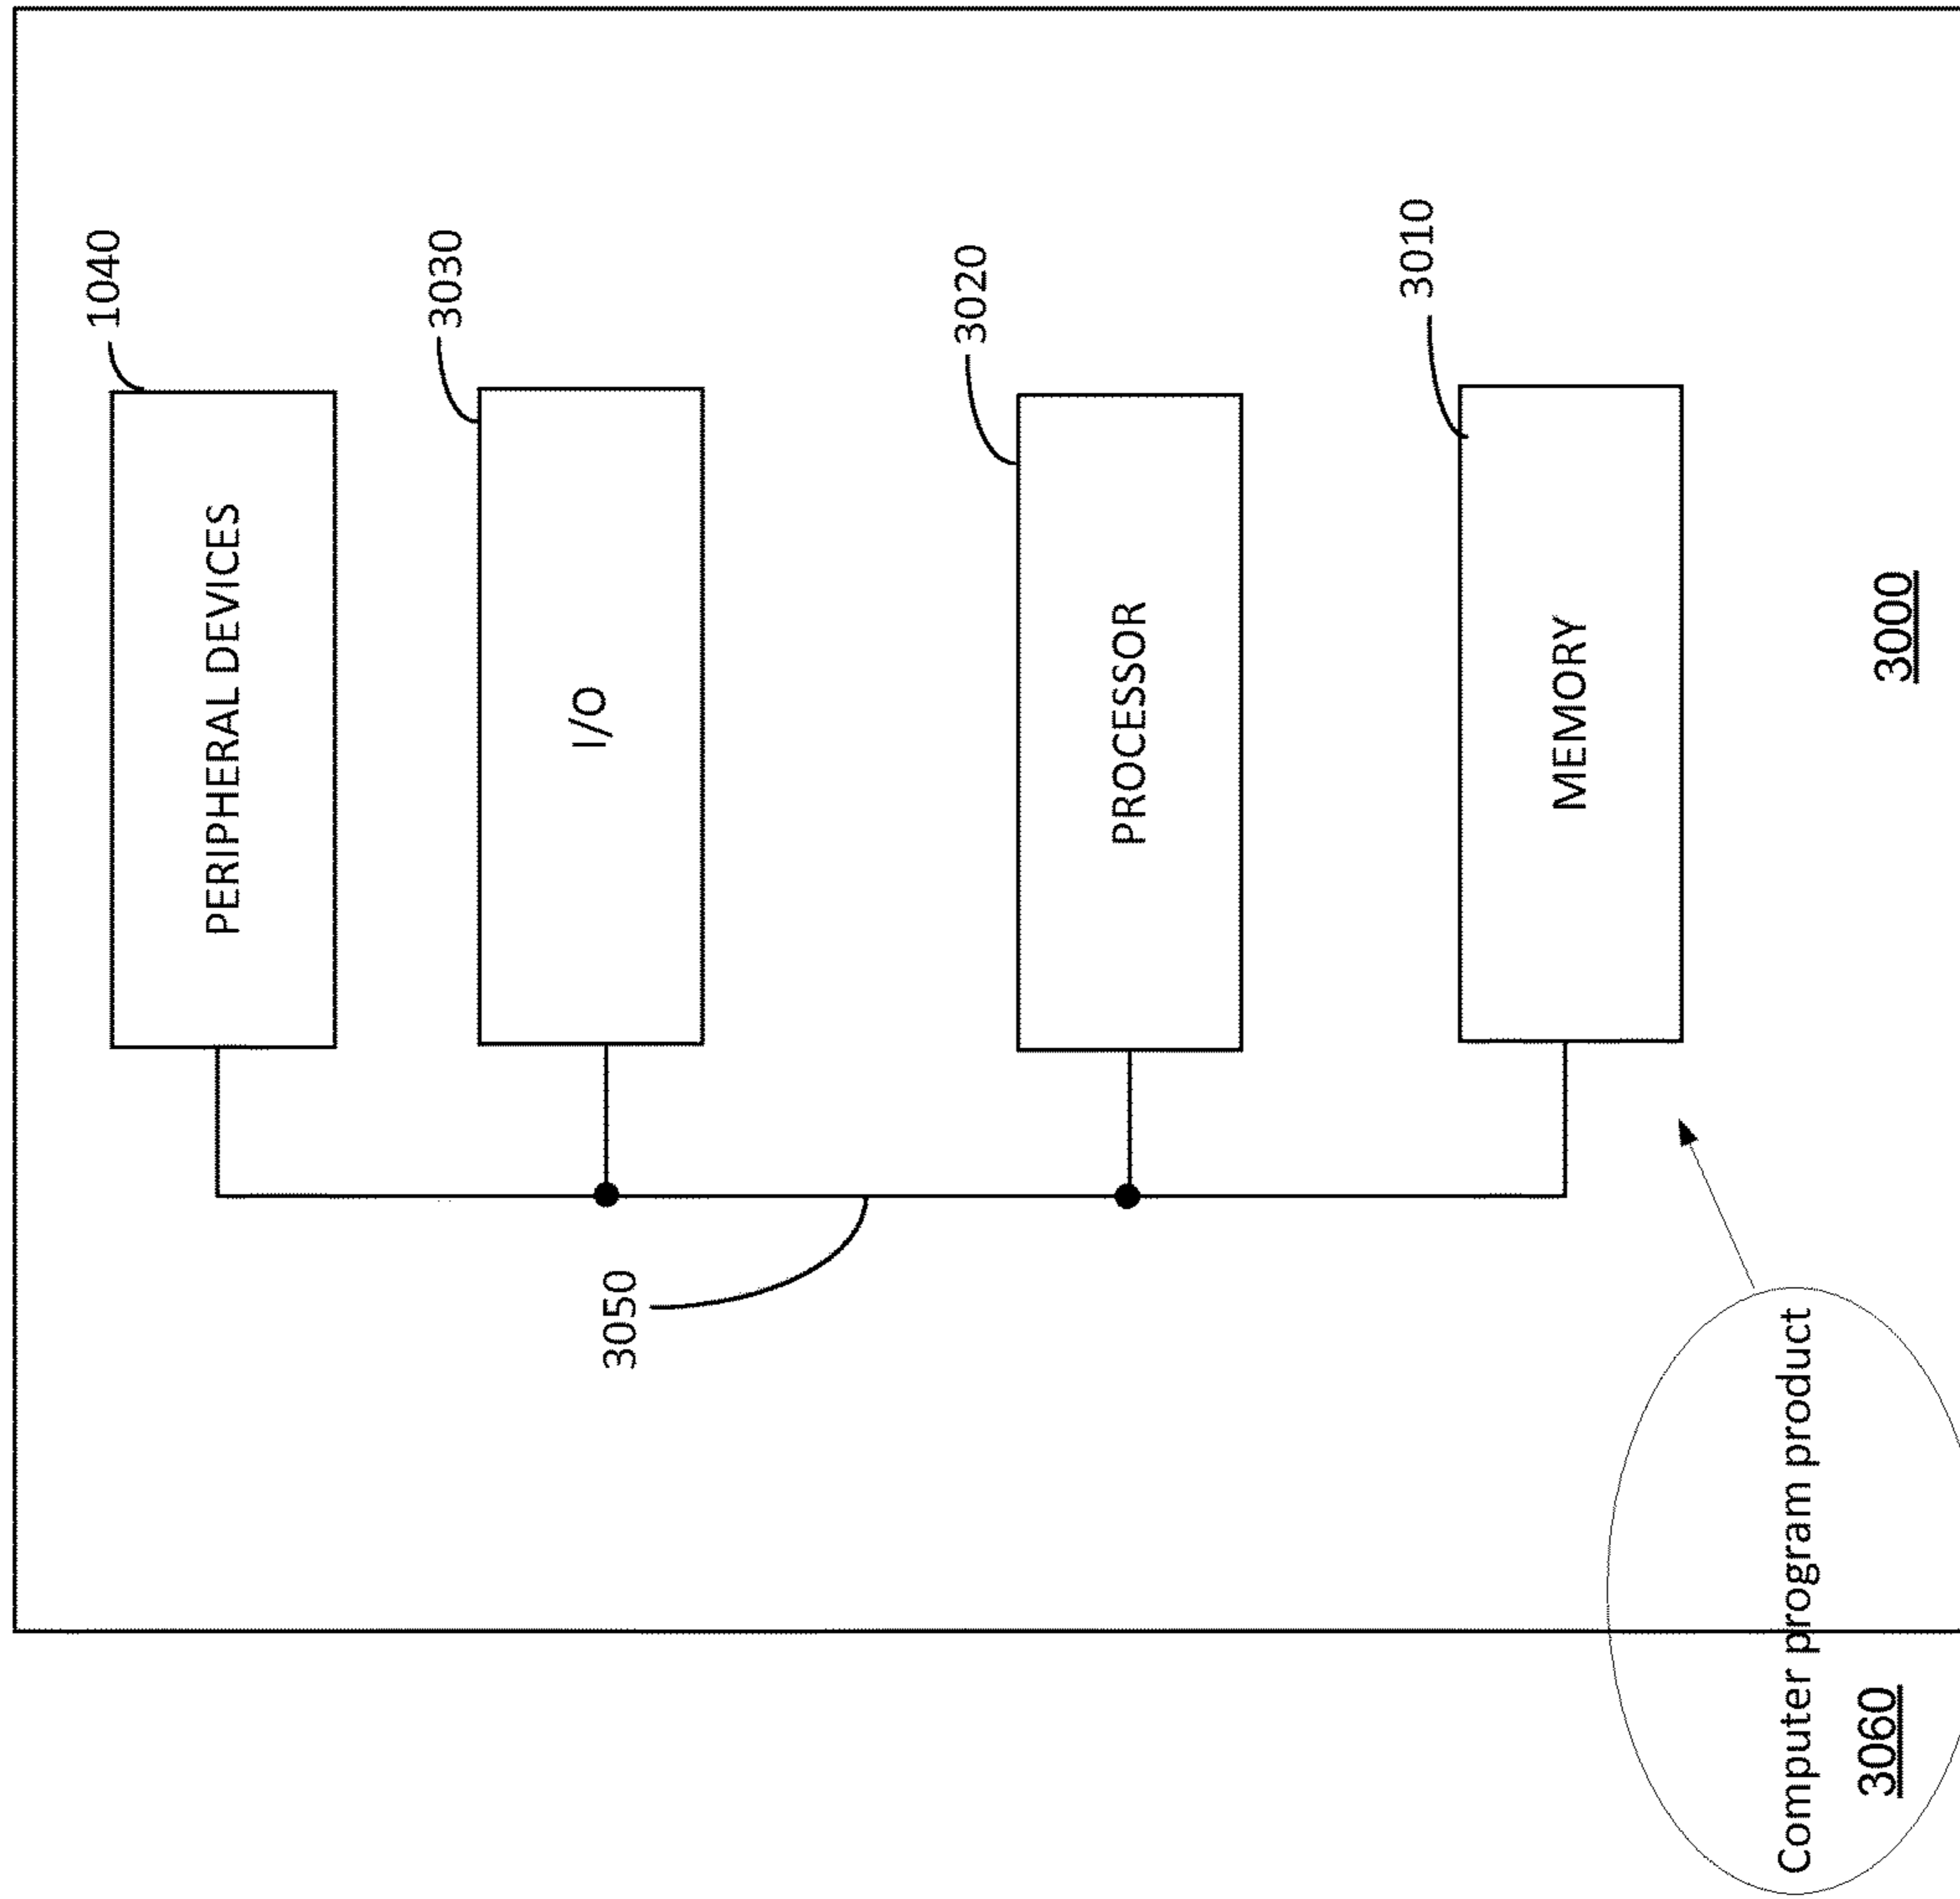 1040
PERIPHERAL DEVICES
3030
I/O
3050
3020
PROCESSOR
3010
MEMORY
3000
Computer program product
3060